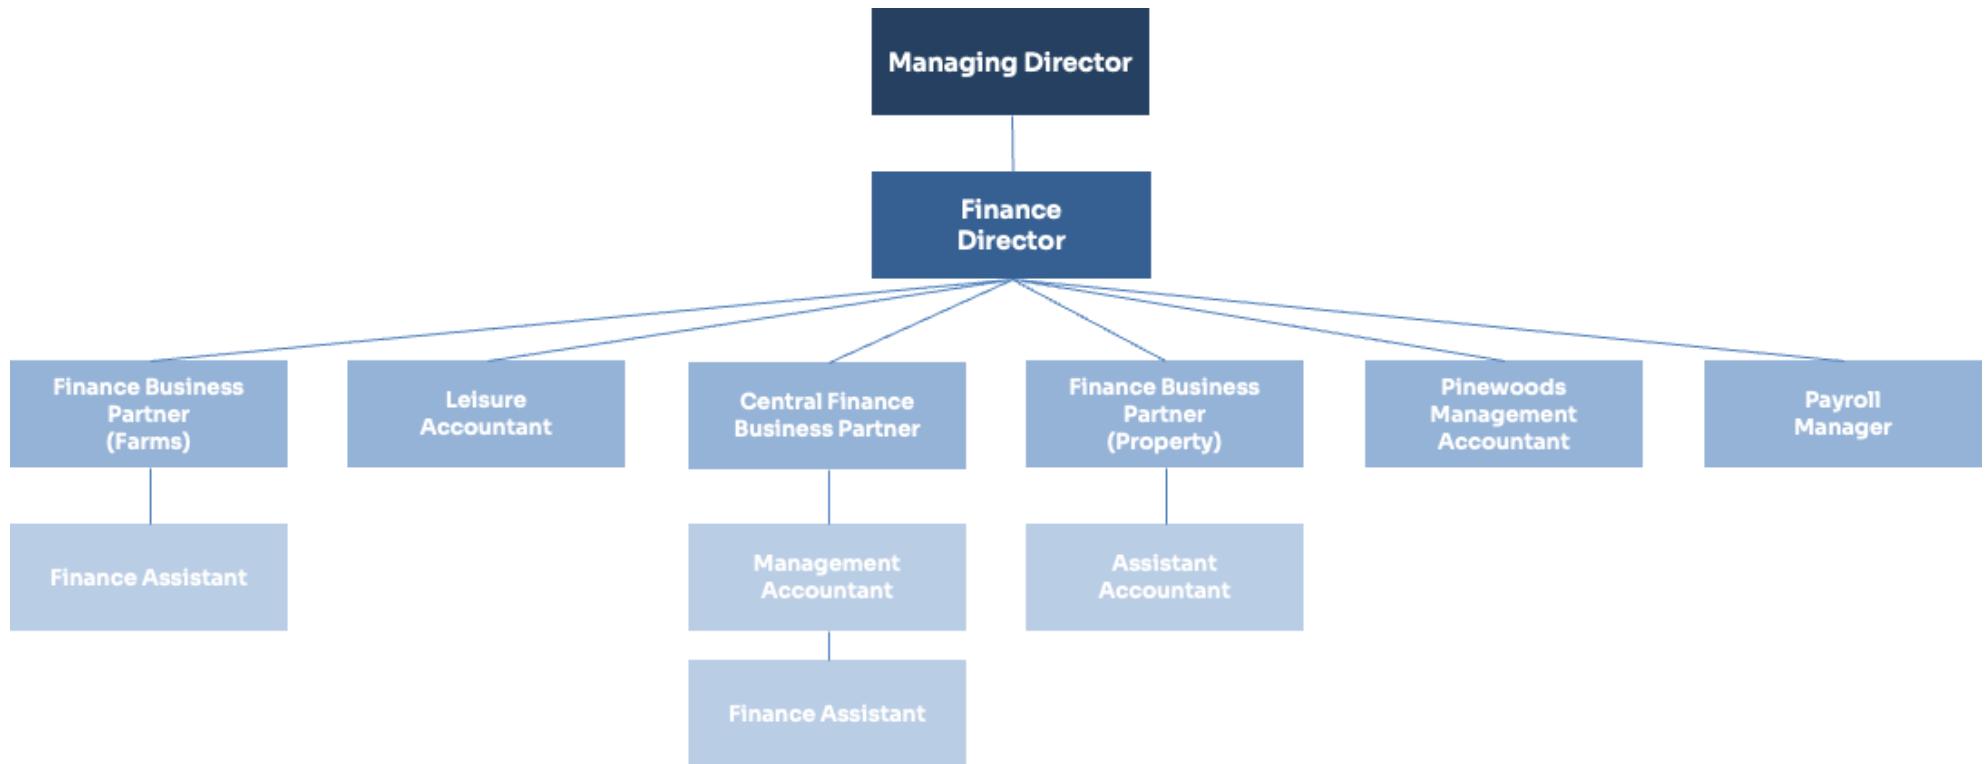 Managing Director
Finance
Director
Finance Business
Partner
(Farms)
Leisure
Accountant
Central Finance
Business Partner
Finance Business
Partner
(Property)
Pinewoods
Management
Accountant
Payroll
Manager
Finance Assistant
Management
Accountant
Assistant
Accountant
Finance Assistant